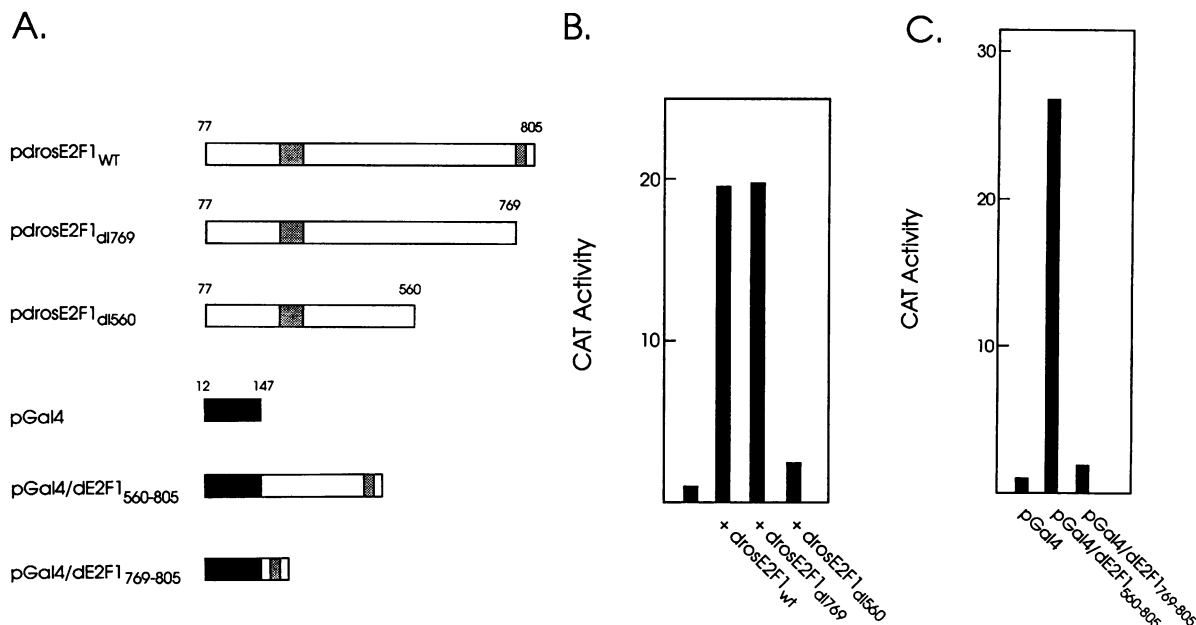 A.
77 805
pdrosE2F1WT
77 769
pdrosE2F1dl769
77 560
pdrosE2F1dl560
12 147
pGal4
pGal4/dE2F1560-805
pGal4/dE2F1769-805
B.
CAT Activity
20
10
+ drosE2F1wt
+ drosE2F1dl769
+ drosE2F1dl560
C.
CAT Activity
30
20
10
pGal4
pGal4/dE2F1560-805
pGal4/dE2F1769-805